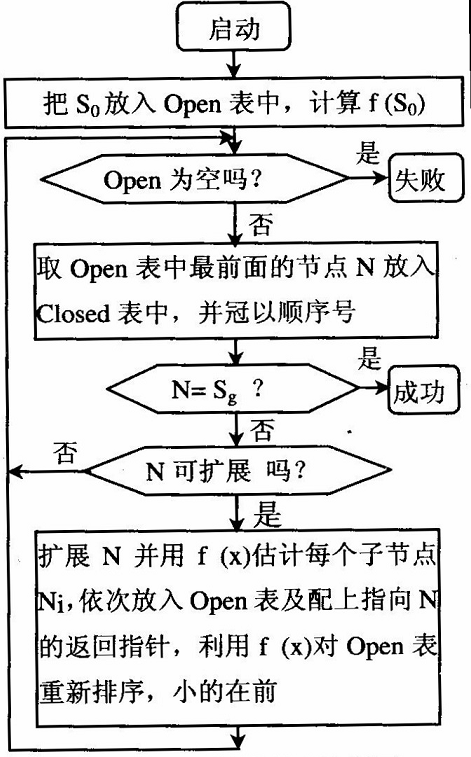 启动
把 S₀放入 Open 表中，计算 f (S₀)
Open 为空吗？
是
失败
否
取 Open 表中最前面的节点 N 放入
Closed 表中，并冠以顺序号
N= Sg ？
是
成功
否
N 可扩展 吗？
否
是
扩展 N 并用 f (x)估计每个子节点
Ni，依次放入 Open 表及配上指向 N
的返回指针，利用 f (x)对 Open 表
重新排序，小的在前